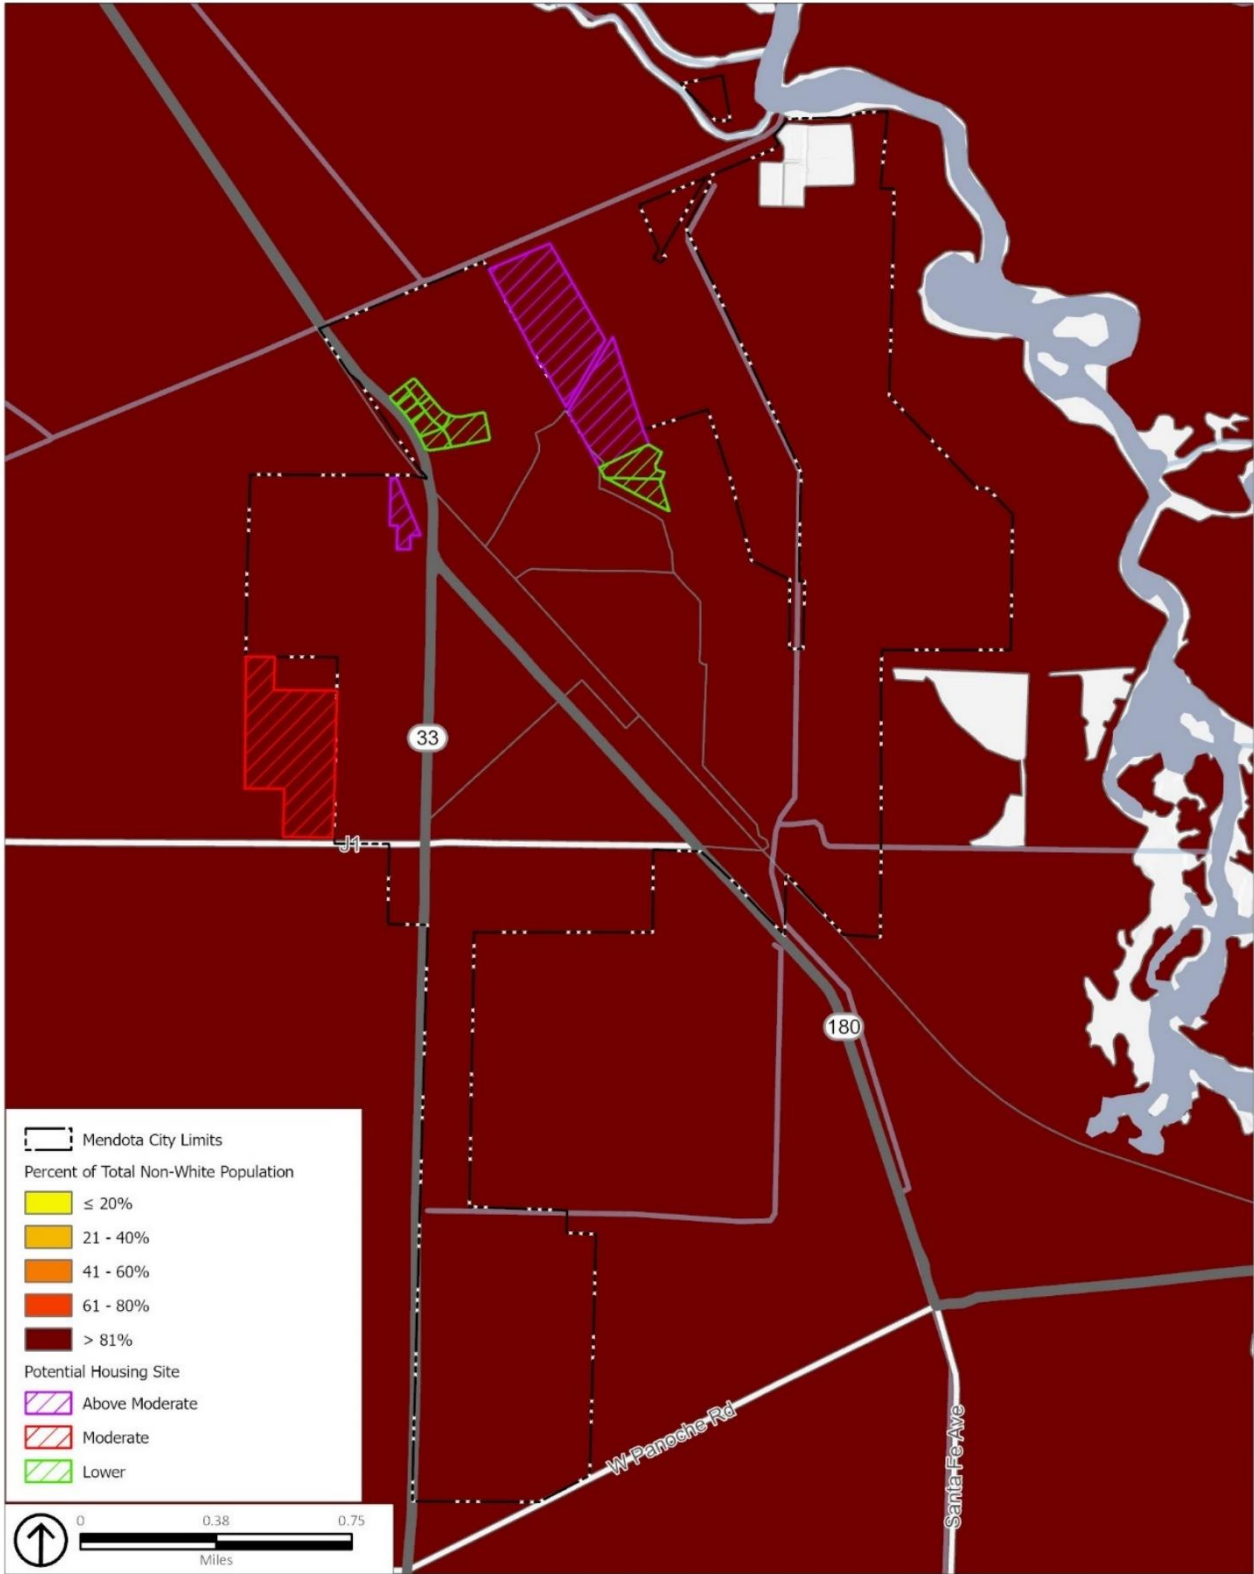 33
J1
180
W Panoche Rd
Santa Fe Ave
Mendota City Limits
Percent of Total Non-White Population
≤ 20%
21 - 40%
41 - 60%
61 - 80%
> 81%
Potential Housing Site
Above Moderate
Moderate
Lower
0 0.38 0.75
Miles